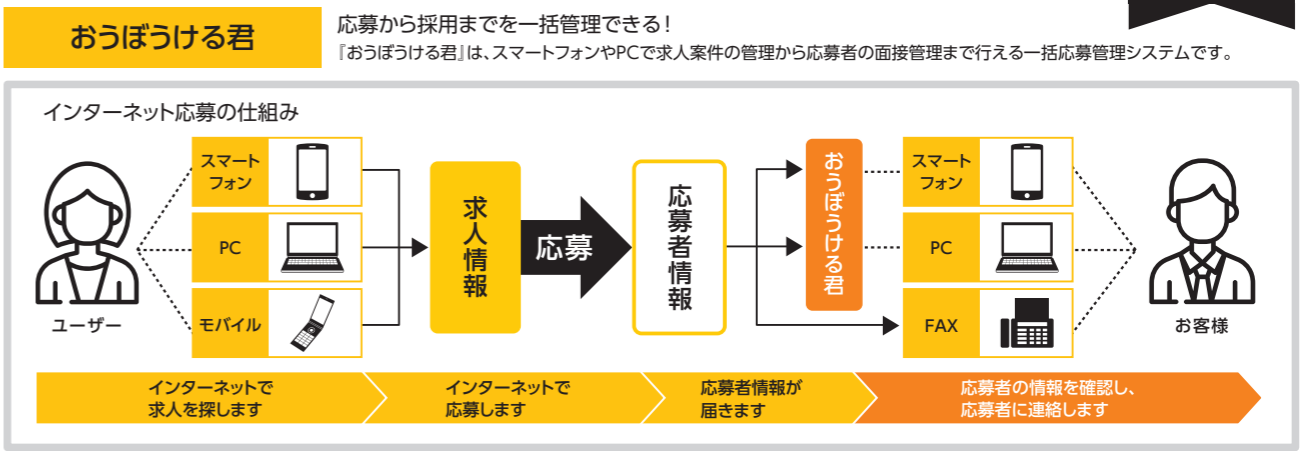 おうぼうける君
応募から採用までを一括管理できる!
『おうぼうける君』は、スマートフォンやPCで求人案件の管理から応募者の面接管理まで行える一括応募管理システムです。
インターネット応募の仕組み
ユーザー
スマート
フォン
PC
モバイル
求人情報
応募
応募者情報
おうぼうける君
スマート
フォン
PC
FAX
お客様
インターネットで
求人を探します
インターネットで
応募します
応募者情報が
届きます
応募者の情報を確認し、
応募者に連絡します